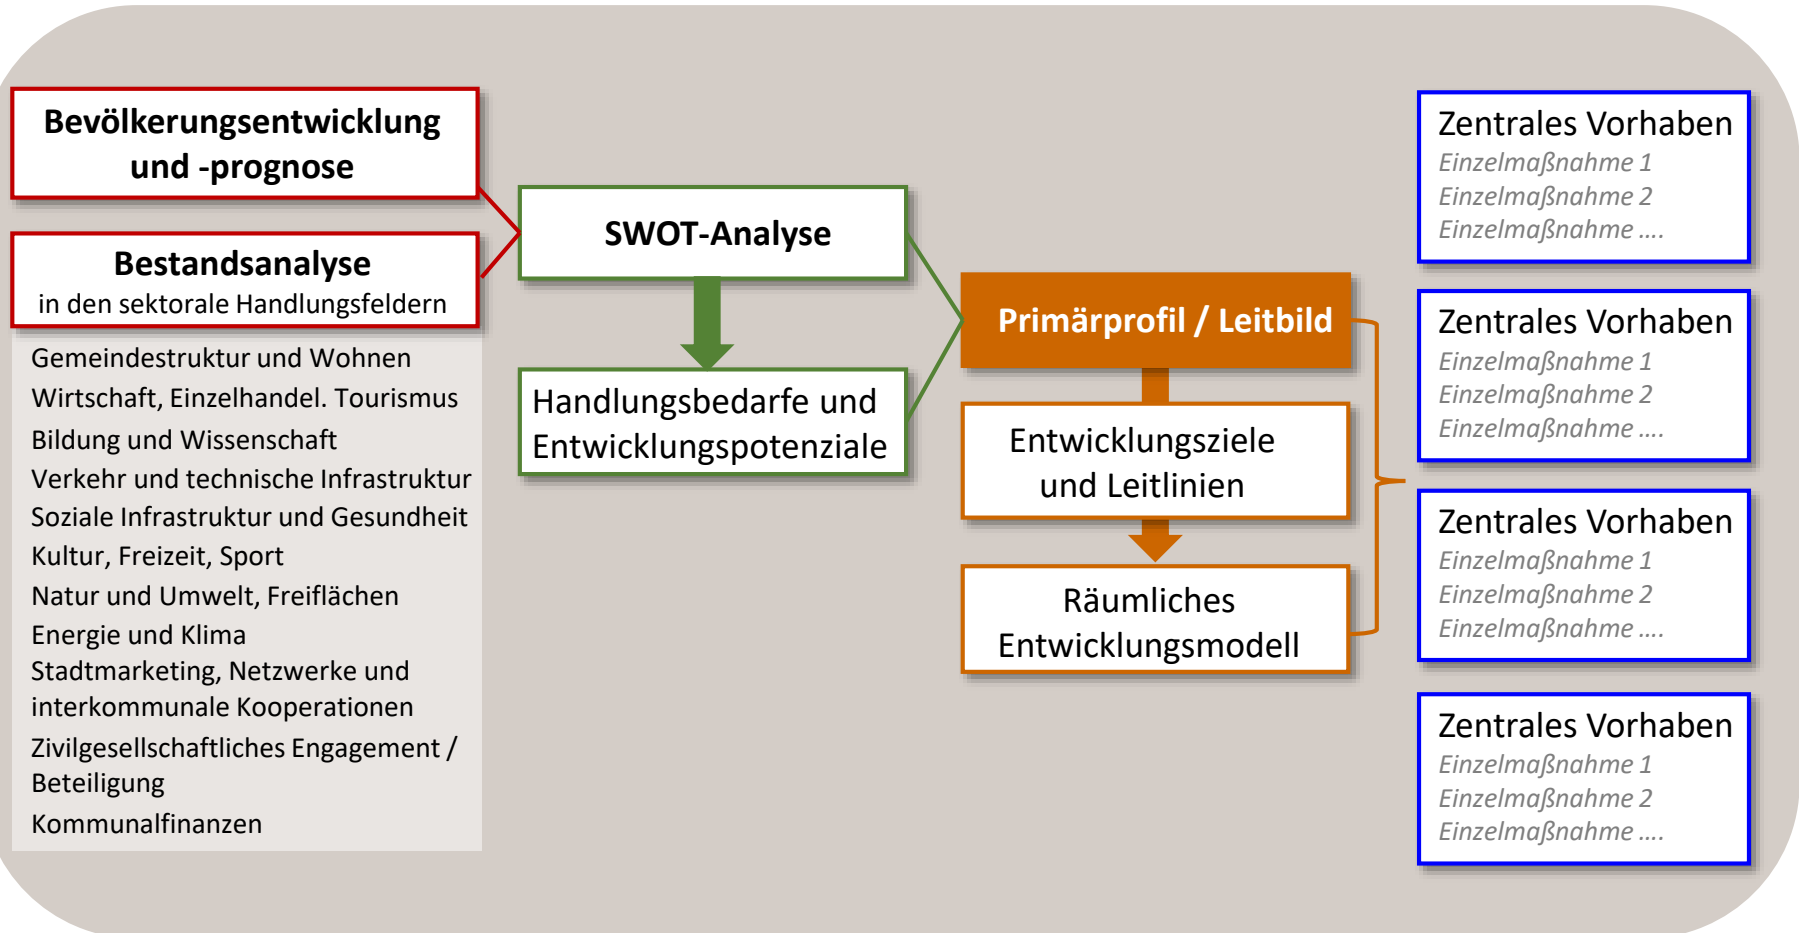 Bevölkerungsentwicklung
und -prognose
Bestandsanalyse
in den sektorale Handlungsfeldern
Gemeindestruktur und Wohnen
Wirtschaft, Einzelhandel. Tourismus
Bildung und Wissenschaft
Verkehr und technische Infrastruktur
Soziale Infrastruktur und Gesundheit
Kultur, Freizeit, Sport
Natur und Umwelt, Freiflächen
Energie und Klima
Stadtmarketing, Netzwerke und
interkommunale Kooperationen
Zivilgesellschaftliches Engagement /
Beteiligung
Kommunalfinanzen
SWOT-Analyse
Handlungsbedarfe und
Entwicklungspotenziale
Primärprofil / Leitbild
Entwicklungsziele
und Leitlinien
Räumliches
Entwicklungsmodell
Zentrales Vorhaben
Einzelmaßnahme 1
Einzelmaßnahme 2
Einzelmaßnahme ....
Zentrales Vorhaben
Einzelmaßnahme 1
Einzelmaßnahme 2
Einzelmaßnahme ....
Zentrales Vorhaben
Einzelmaßnahme 1
Einzelmaßnahme 2
Einzelmaßnahme ....
Zentrales Vorhaben
Einzelmaßnahme 1
Einzelmaßnahme 2
Einzelmaßnahme ....